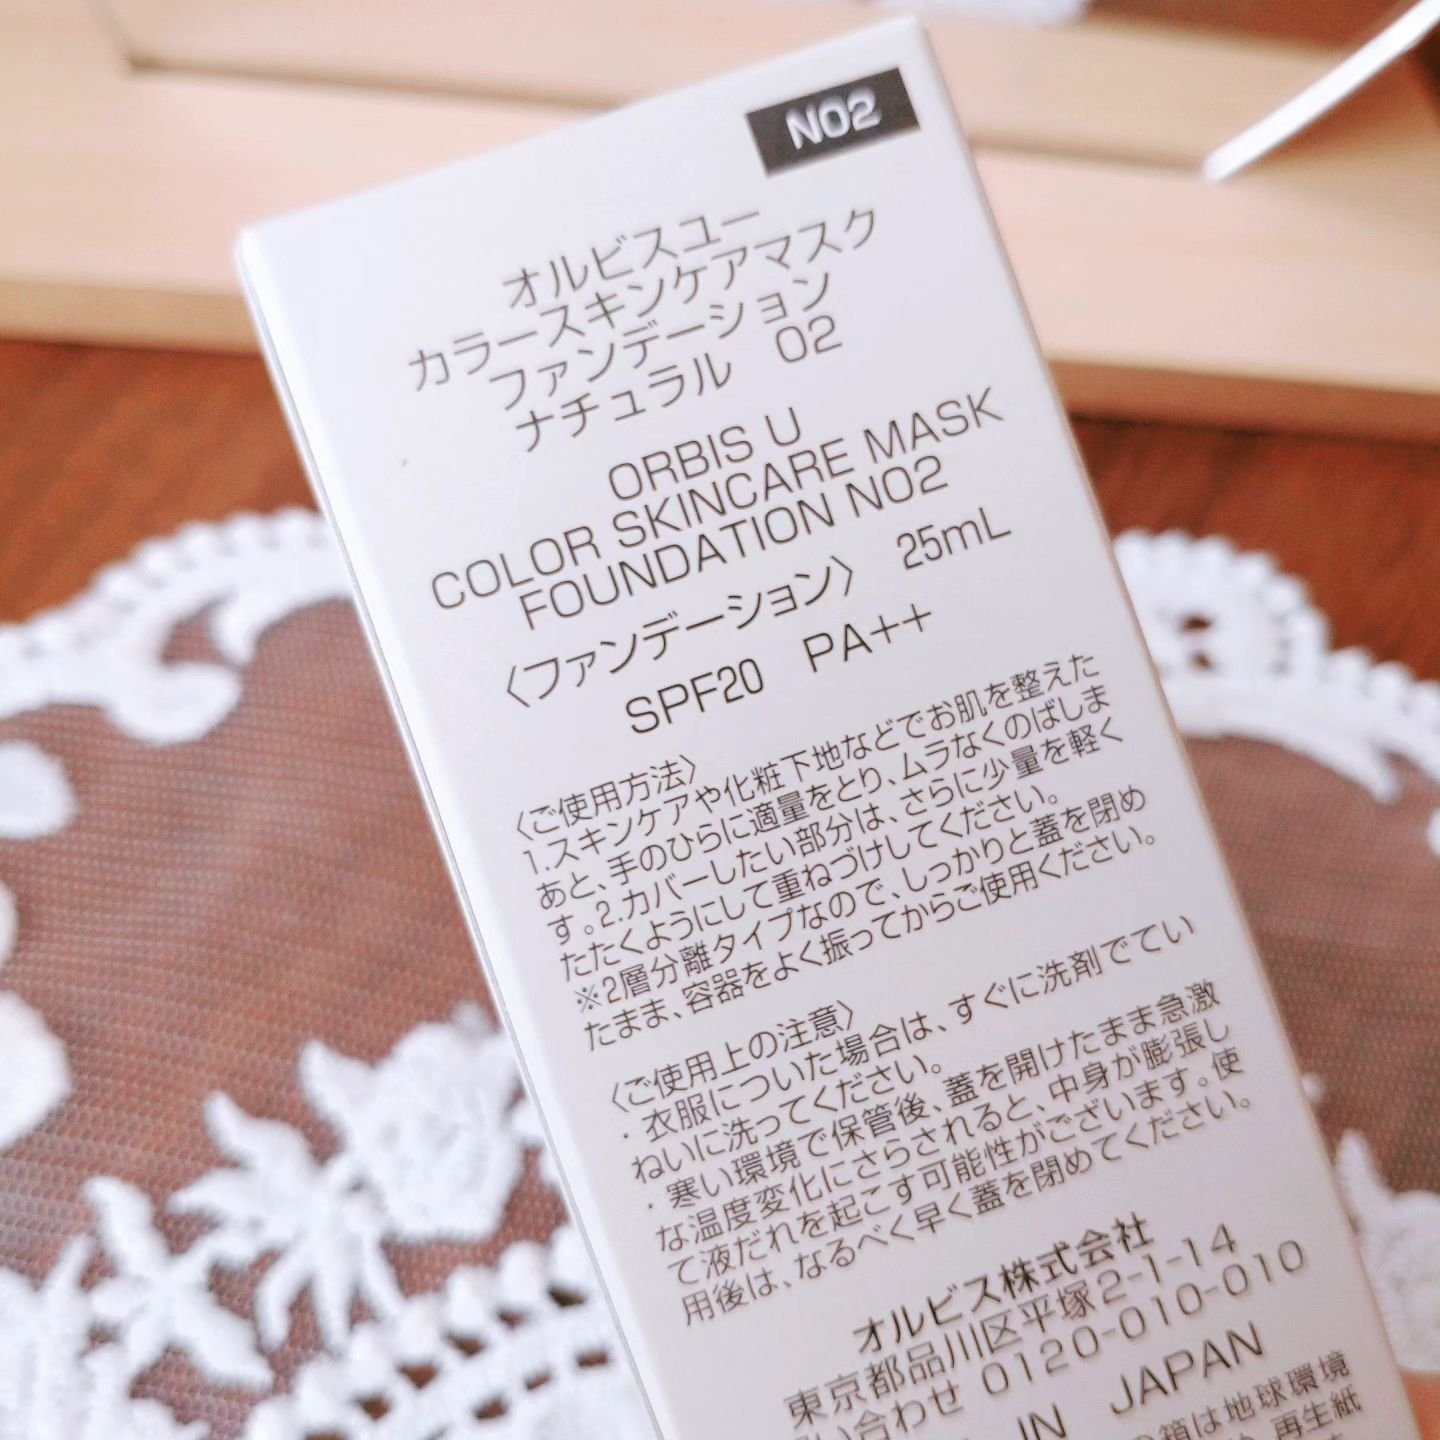 N02
オルビスユー
カラースキンケアマスク
ファンデーション
ナチュラル 02
ORBIS U
COLOR SKINCARE MASK
FOUNDATION N02
〈ファンデーション〉 25mL
SPF20 PA++
〈ご使用方法〉
1.スキンケアや化粧下地などでお肌を整えた
あと、手のひらに適量をとり、ムラなくのばしま
す。2.カバーしたい部分は、さらに少量を軽く
たたくようにして重ねづけしてください。
※2層分離タイプなので、しっかりと蓋を閉め
たまま、容器をよく振ってからご使用ください。
〈ご使用上の注意〉
・衣服についた場合は、すぐに洗剤でてい
ねいに洗ってください。
・寒い環境で保管後、蓋を開けたまま急激
な温度変化にさらされると、中身が膨張し
て液だれを起こす可能性がございます。使
用後は、なるべく早く蓋を閉めてください。
オルビス株式会社
東京都品川区平塚2-1-14
い合わせ 0120-010-010
IN JAPAN
の箱は地球環境
再生紙